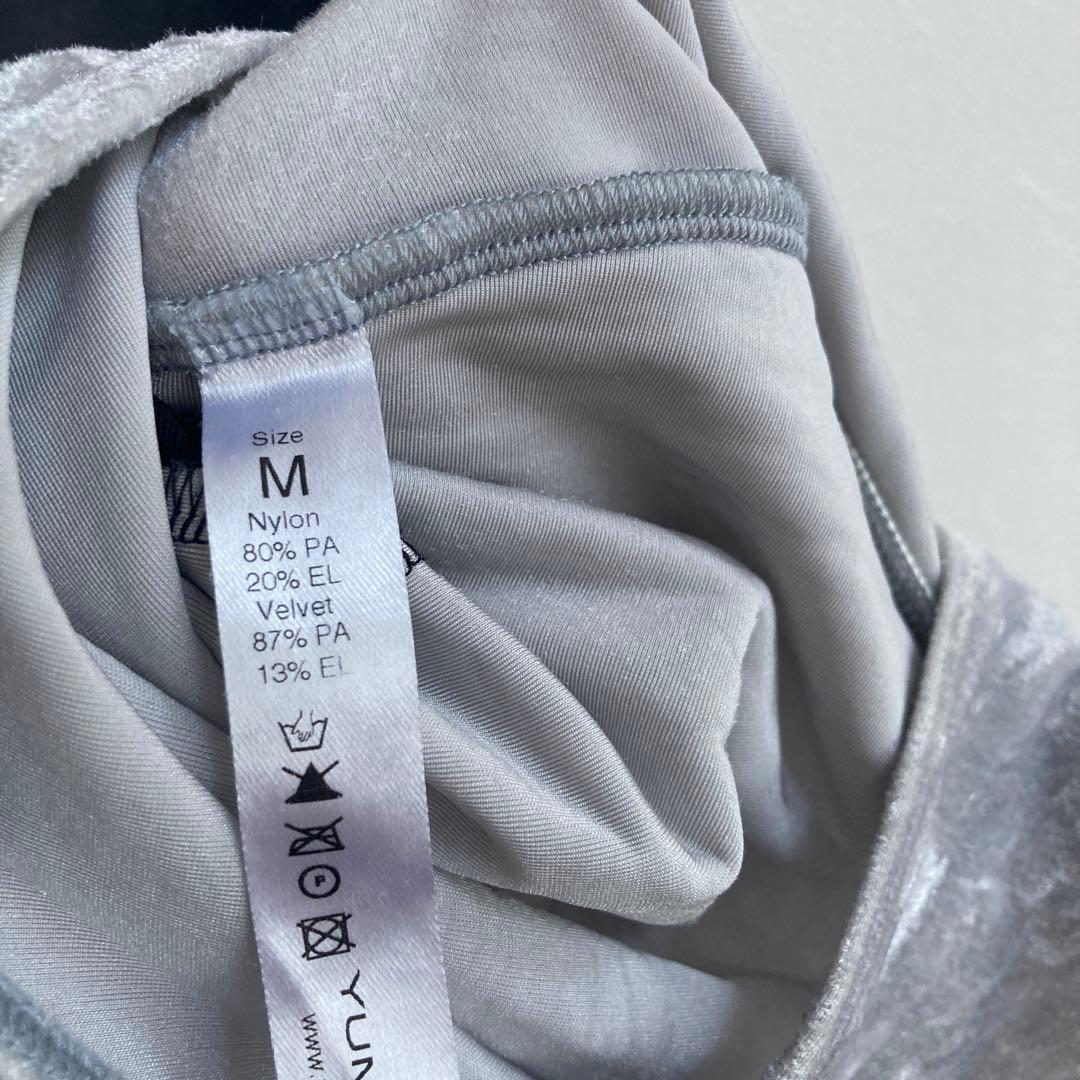 Size
M
Nylon
80% PA
20% EL
Velvet
87% PA
13% EL
P